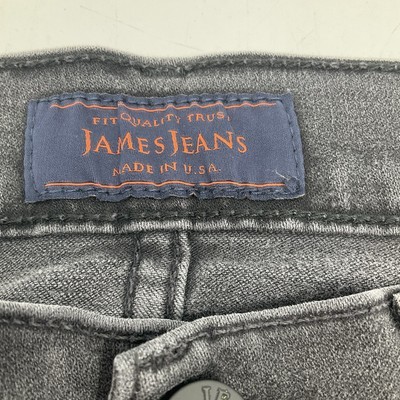 FIT QUALITY TRUST
JAMES JEANS
MADE IN U.S.A.